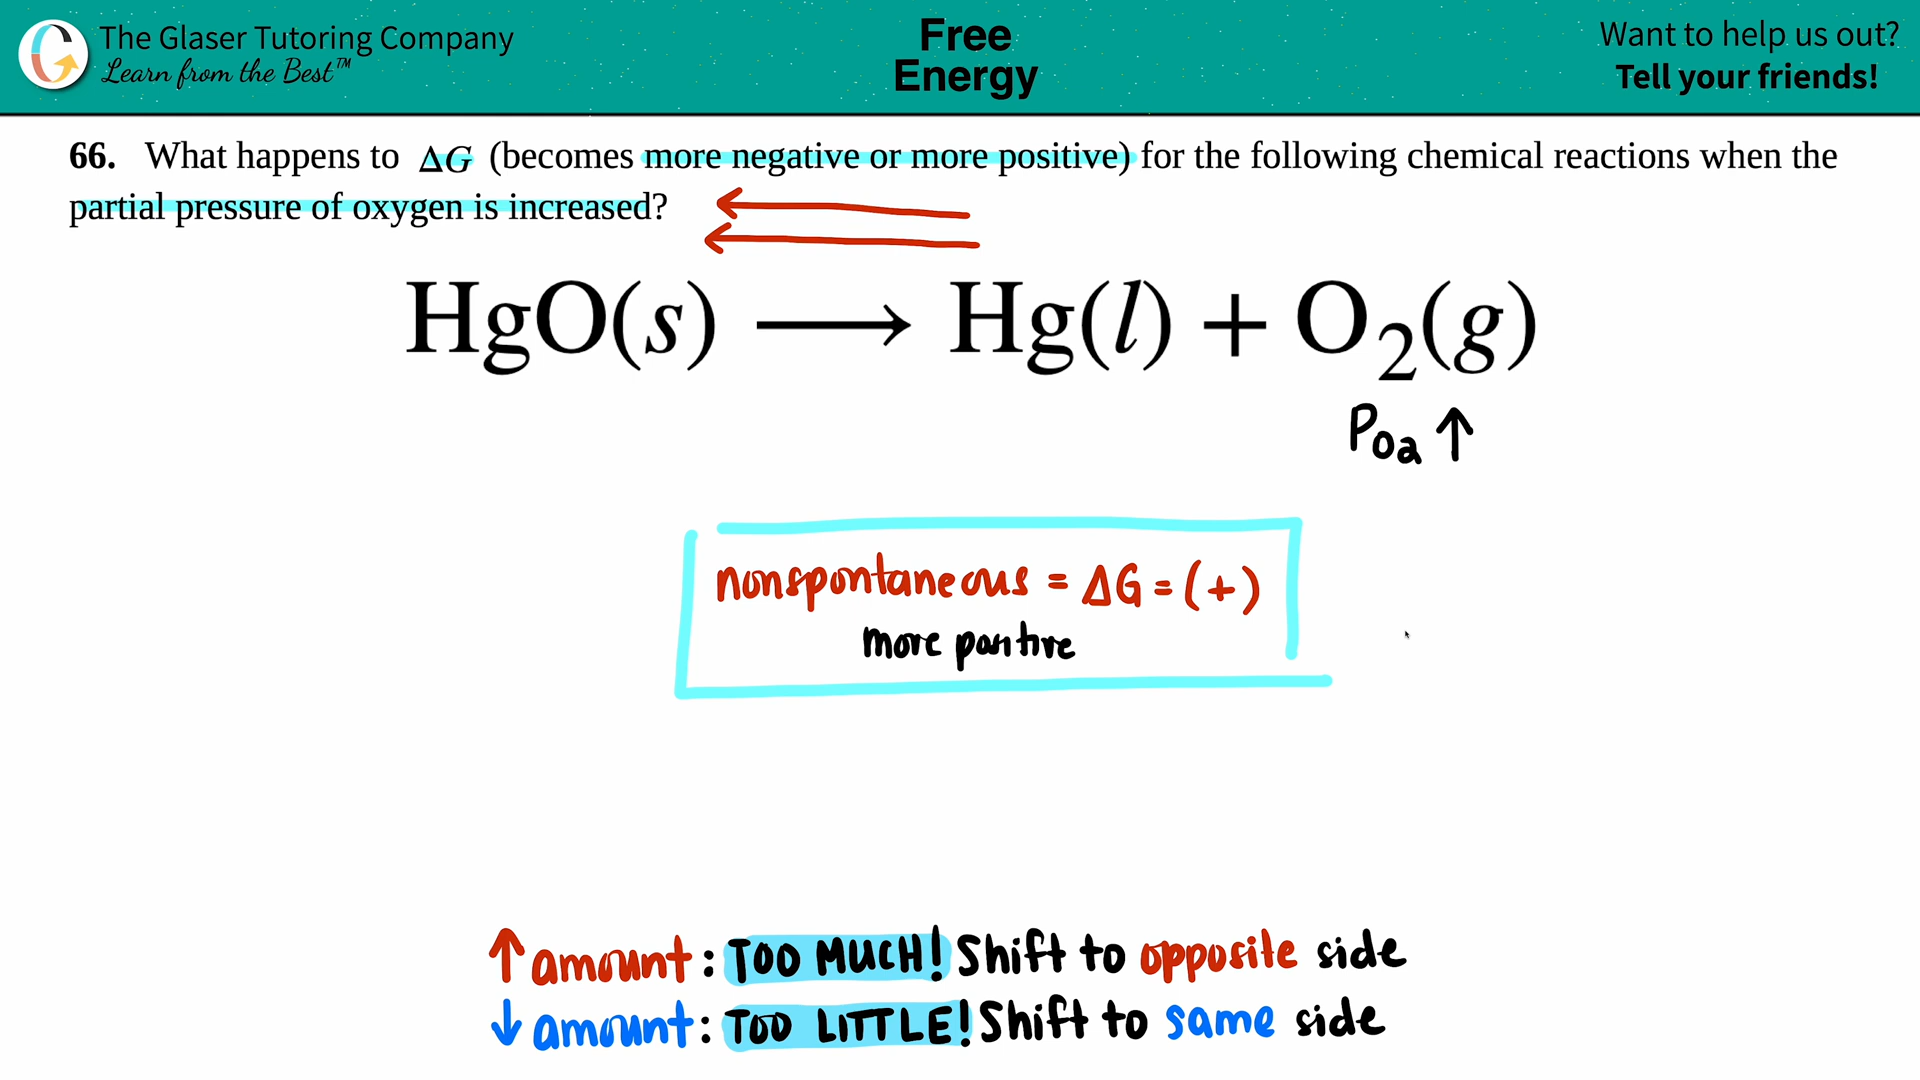 The Glaser Tutoring Company
Learn from the Best™
Free
Energy
Want to help us out?
Tell your friends!
66. What happens to ΔG (becomes more negative or more positive) for the following chemical reactions when the
partial pressure of oxygen is increased?
HgO(s) ⟶ Hg(l) + O₂(g)
Po₂ ↑
nonspontaneous = ΔG = (+)
more positive
↑ amount: TOO MUCH! Shift to opposite side
↓ amount: TOO LITTLE! Shift to same side